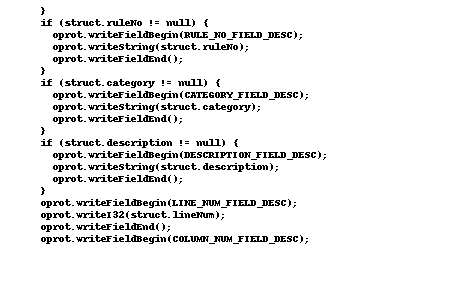 }
if (struct.ruleNo != null) {
oprot.writeFieldBegin(RULE_NO_FIELD_DESC);
oprot.writeString(struct.ruleNo);
oprot.writeFieldEnd();
}
if (struct.category != null) {
oprot.writeFieldBegin(CATEGORY_FIELD_DESC);
oprot.writeString(struct.category);
oprot.writeFieldEnd();
}
if (struct.description != null) {
oprot.writeFieldBegin(DESCRIPTION_FIELD_DESC);
oprot.writeString(struct.description);
oprot.writeFieldEnd();
}
oprot.writeFieldBegin(LINE_NUM_FIELD_DESC);
oprot.writeI32(struct.lineNum);
oprot.writeFieldEnd();
oprot.writeFieldBegin(COLUMN_NUM_FIELD_DESC);